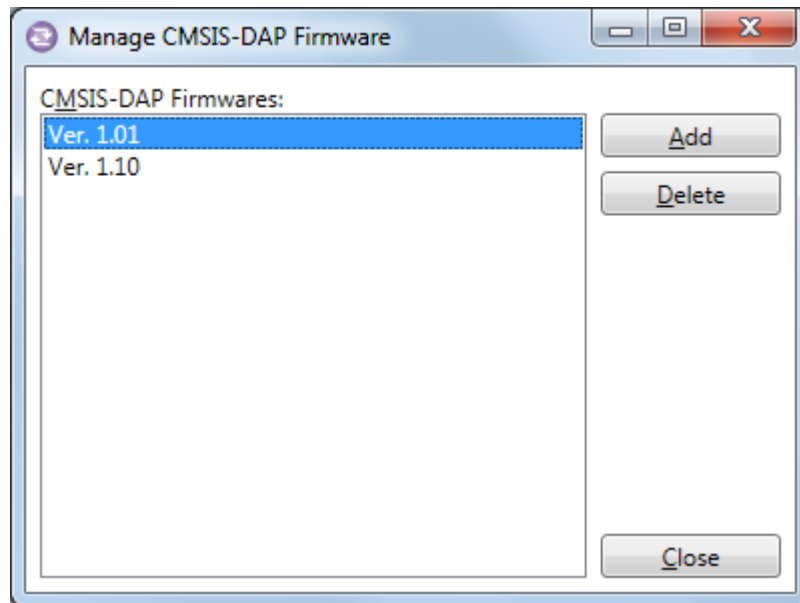 Manage CMSIS-DAP Firmware
CMSIS-DAP Firmwares:
Ver. 1.01
Ver. 1.10
Add
Delete
Close